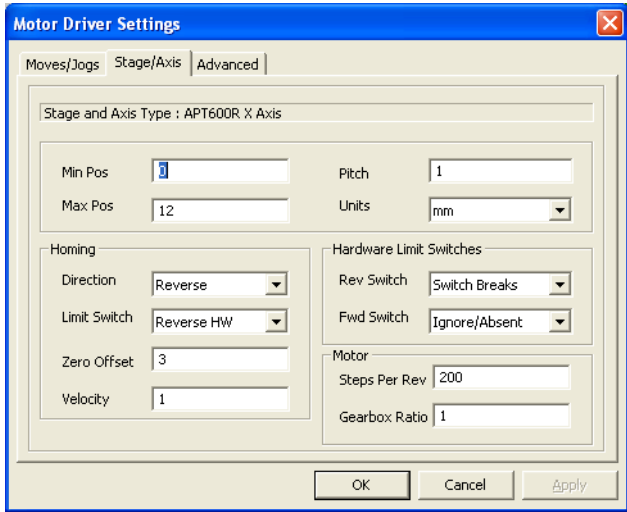 Motor Driver Settings
Moves/Jogs Stage/Axis Advanced
Stage and Axis Type : APT600R X Axis
Min Pos 0 Pitch 1
Max Pos 12 Units mm
Homing Hardware Limit Switches
Direction Reverse Rev Switch Switch Breaks
Limit Switch Reverse HW Fwd Switch Ignore/Absent
Zero Offset 3 Motor
Steps Per Rev 200
Velocity 1 Gearbox Ratio 1
OK Cancel Apply